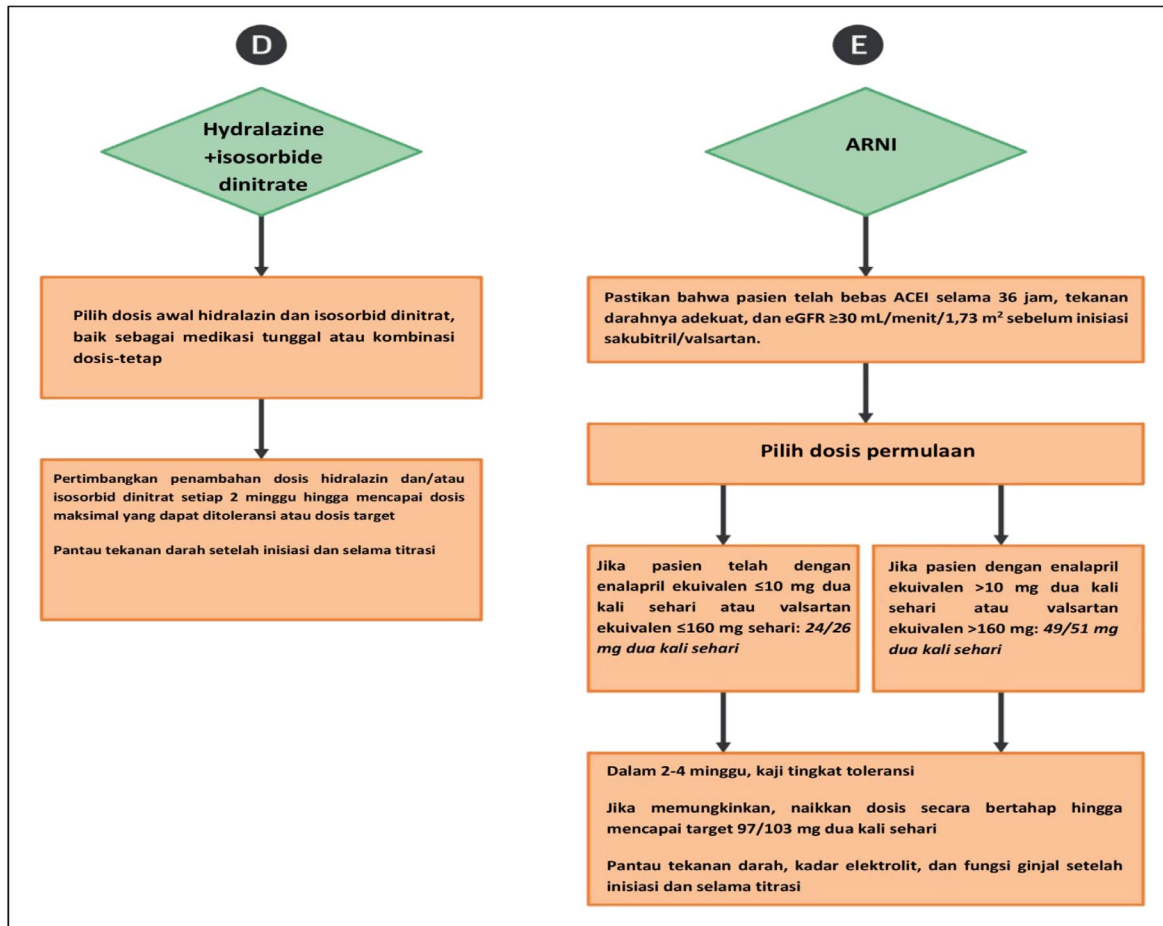 D
Hydralazine
+isosorbide
dinitrate
Pilih dosis awal hidralazin dan isosorbid dinitrat,
baik sebagai medikasi tunggal atau kombinasi
dosis-tetap
Pertimbangkan penambahan dosis hidralazin dan/atau
isosorbid dinitrat setiap 2 minggu hingga mencapai dosis
maksimal yang dapat ditoleransi atau dosis target
Pantau tekanan darah setelah inisiasi dan selama titrasi
E
ARNI
Pastikan bahwa pasien telah bebas ACEI selama 36 jam, tekanan
darahnya adekuat, dan eGFR ≥30 mL/menit/1,73 m² sebelum inisiasi
sakubitril/valsartan.
Pilih dosis permulaan
Jika pasien telah dengan
enalapril ekuivalen ≤10 mg dua
kali sehari atau valsartan
ekuivalen ≤160 mg sehari: 24/26
mg dua kali sehari
Jika pasien dengan enalapril
ekuivalen >10 mg dua kali
sehari atau valsartan
ekuivalen >160 mg: 49/51 mg
dua kali sehari
Dalam 2-4 minggu, kaji tingkat toleransi
Jika memungkinkan, naikkan dosis secara bertahap hingga
mencapai target 97/103 mg dua kali sehari
Pantau tekanan darah, kadar elektrolit, dan fungsi ginjal setelah
inisiasi dan selama titrasi